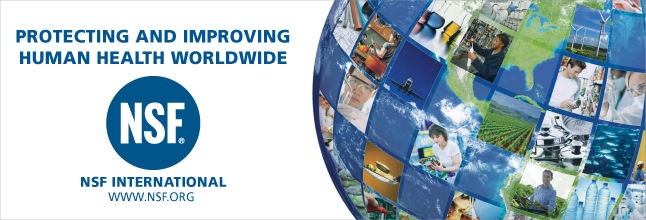 PROTECTING AND IMPROVING
HUMAN HEALTH WORLDWIDE
NSF®
NSF INTERNATIONAL
WWW.NSF.ORG